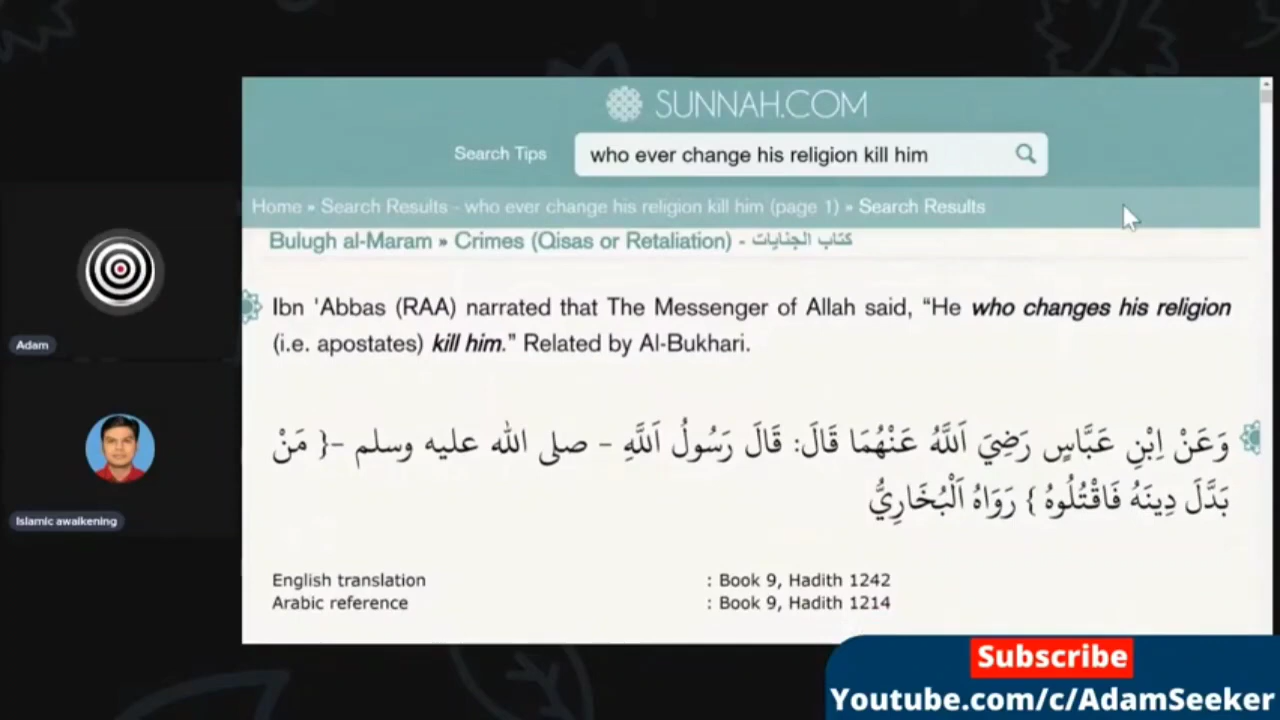 SUNNAH.COM
Search Tips
who ever change his religion kill him
Home » Search Results - who ever change his religion kill him (page 1) » Search Results
Bulugh al-Maram » Crimes (Qisas or Retaliation) - كتاب الجنايات
Ibn 'Abbas (RAA) narrated that The Messenger of Allah said, “He who changes his religion
(i.e. apostates) kill him.” Related by Al-Bukhari.
وَعَنْ اِبْنِ عَبَّاسٍ رَضِيَ اَللَّهُ عَنْهُمَا قَالَ: قَالَ رَسُولُ اَللَّهِ ‏- صلى الله عليه وسلم ‏-{ مَنْ
بَدَّلَ دِينَهُ فَاقْتُلُوهُ } رَوَاهُ اَلْبُخَارِيُّ
English translation : Book 9, Hadith 1242
Arabic reference : Book 9, Hadith 1214
Adam
Islamic awaikening
Subscribe
Youtube.com/c/AdamSeeker